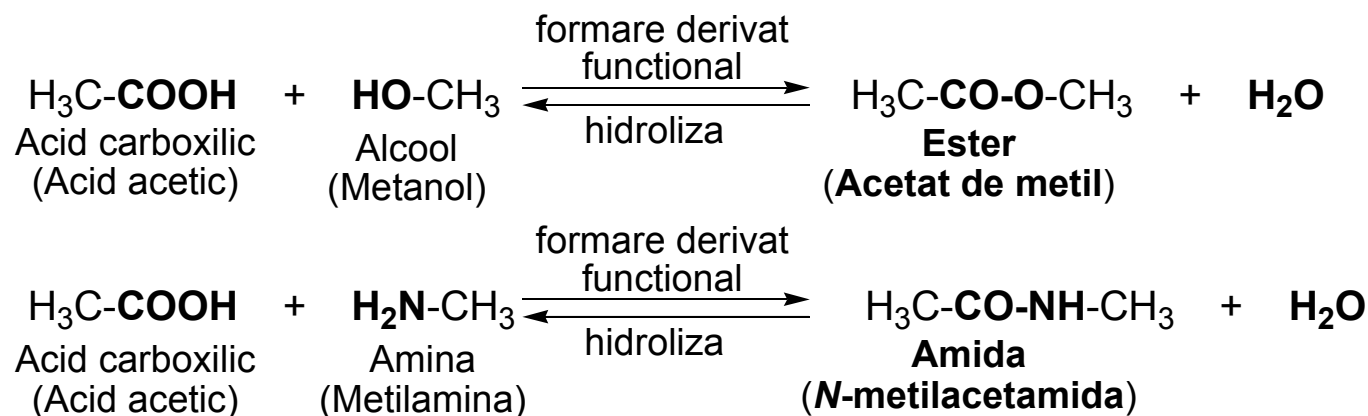 formare derivat
functional
H₃C-COOH + HO-CH₃ H₃C-CO-O-CH₃ + H₂O
hidroliza
Acid carboxilic Alcool Ester
(Acid acetic) (Metanol) (Acetat de metil)
formare derivat
functional
H₃C-COOH + H₂N-CH₃ H₃C-CO-NH-CH₃ + H₂O
hidroliza
Acid carboxilic Amina Amida
(Acid acetic) (Metilamina) (N-metilacetamida)